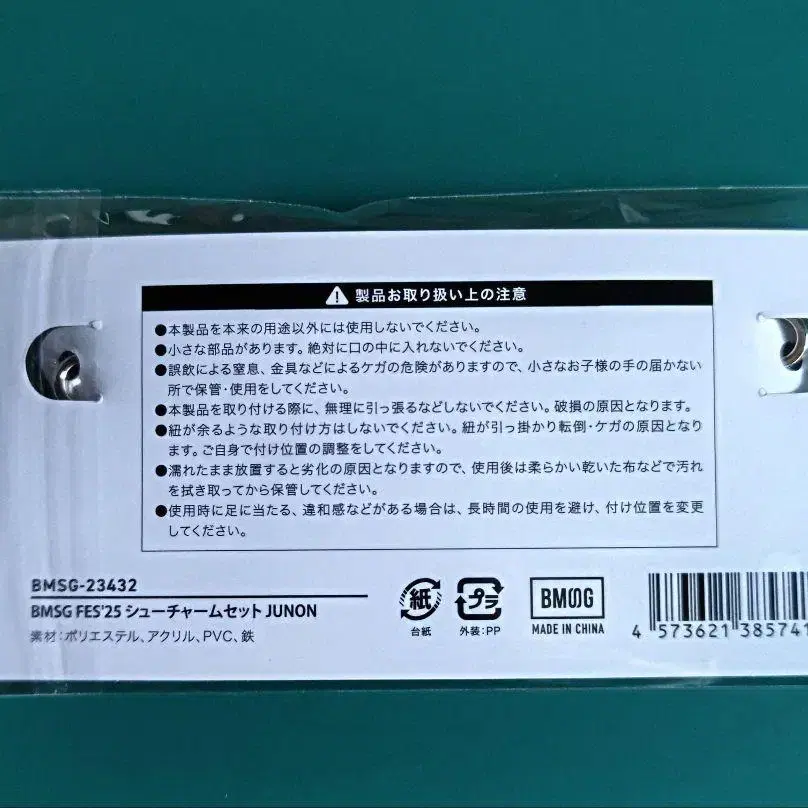 製品お取り扱い上の注意
●本製品を本来の用途以外には使用しないでください。
●小さな部品があります。絶対に口の中に入れないでください。
●誤飲による窒息、金具などによるケガの危険がありますので、小さなお子様の手の届かない
所で保管・使用をしてください。
●本製品を取り付ける際に、無理に引っ張るなどしないでください。破損の原因となります。
●紐が余るような取り付け方はしないでください。紐が引っ掛かり転倒・ケガの原因となり
ます。ご自身で付け位置の調整をしてください。
●濡れたまま放置すると劣化の原因となりますので、使用後は柔らかい乾いた布などで汚れ
を拭き取ってから保管してください。
●使用時に足に当たる、違和感などがある場合は、長時間の使用を避け、付け位置を変更
してください。
BMSG-23432
BMSG FES'25 シューチャームセット JUNON
素材:ポリエステル、アクリル、PVC、鉄
紙
台紙
プラ
外装:PP
BMSG
MADE IN CHINA
4 573621 385741